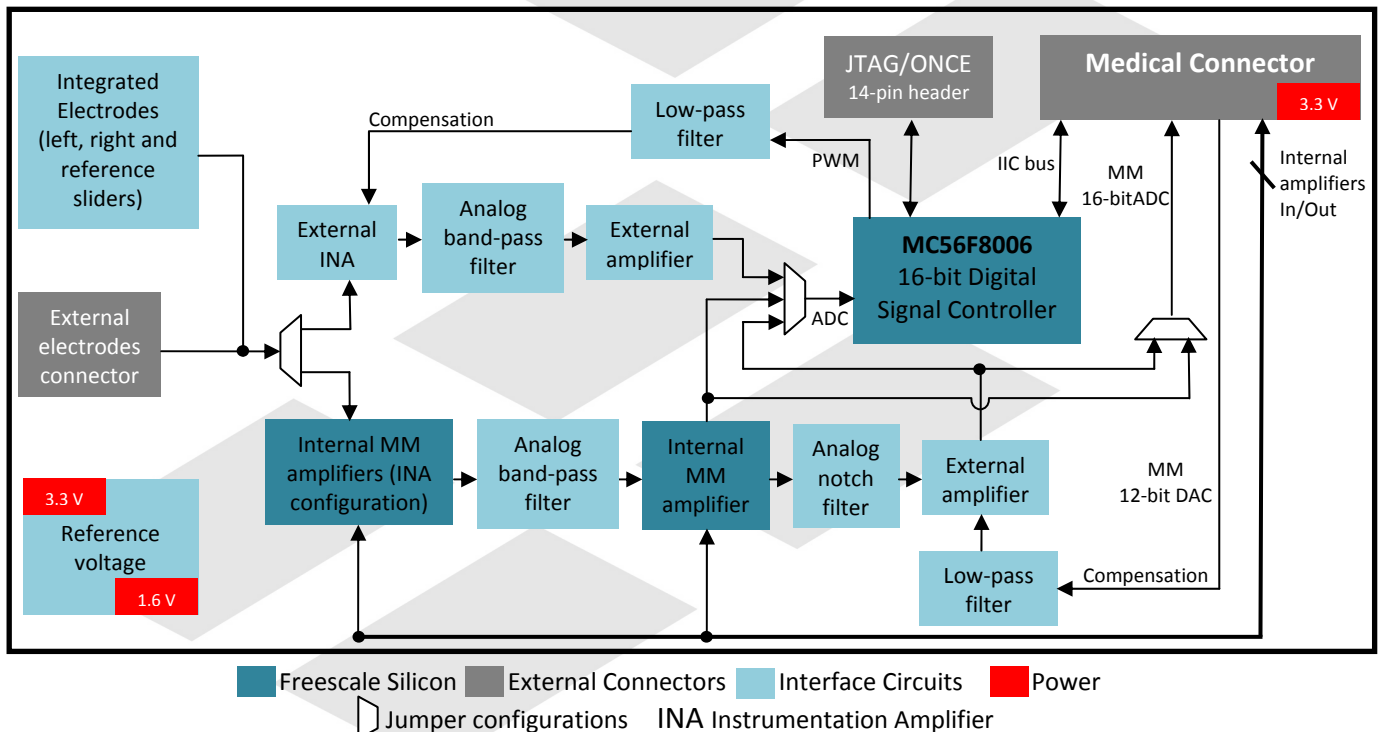 Integrated
Electrodes
(left, right and
reference
sliders)
External
electrodes
connector
3.3 V
Reference
voltage
1.6 V
Compensation
Low-pass
filter
PWM
JTAG/ONCE
14-pin header
Medical Connector
3.3 V
IIC bus
MM
16-bitADC
Internal
amplifiers
In/Out
External
INA
Analog
band-pass
filter
External
amplifier
ADC
MC56F8006
16-bit Digital
Signal Controller
Internal MM
amplifiers (INA
configuration)
Analog
band-pass
filter
Internal
MM
amplifier
Analog
notch
filter
External
amplifier
MM
12-bit DAC
Low-pass
filter
Compensation
Freescale Silicon
External Connectors
Interface Circuits
Power
Jumper configurations
INA Instrumentation Amplifier